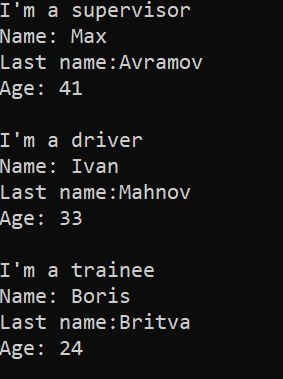 I'm a supervisor
Name: Max
Last name:Avramov
Age: 41
I'm a driver
Name: Ivan
Last name:Mahnov
Age: 33
I'm a trainee
Name: Boris
Last name:Britva
Age: 24